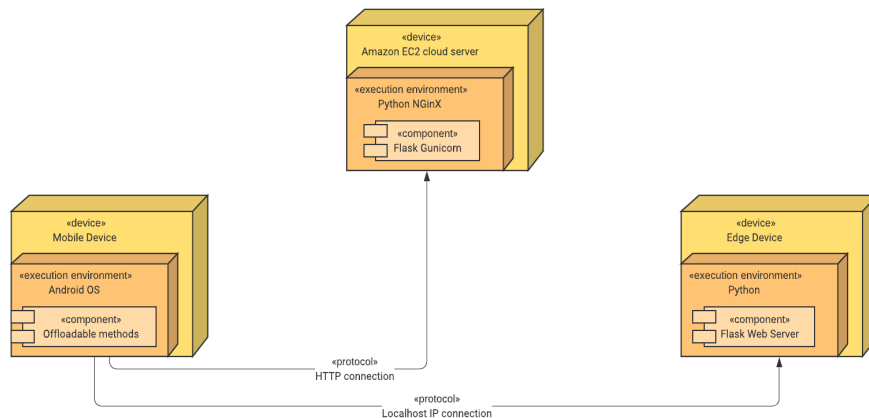 «device»
Amazon EC2 cloud server
«execution environment»
Python NGinX
«component»
Flask Gunicorn
«device»
Mobile Device
«execution environment»
Android OS
«component»
Offloadable methods
«device»
Edge Device
«execution environment»
Python
«component»
Flask Web Server
«protocol»
HTTP connection
«protocol»
Localhost IP connection